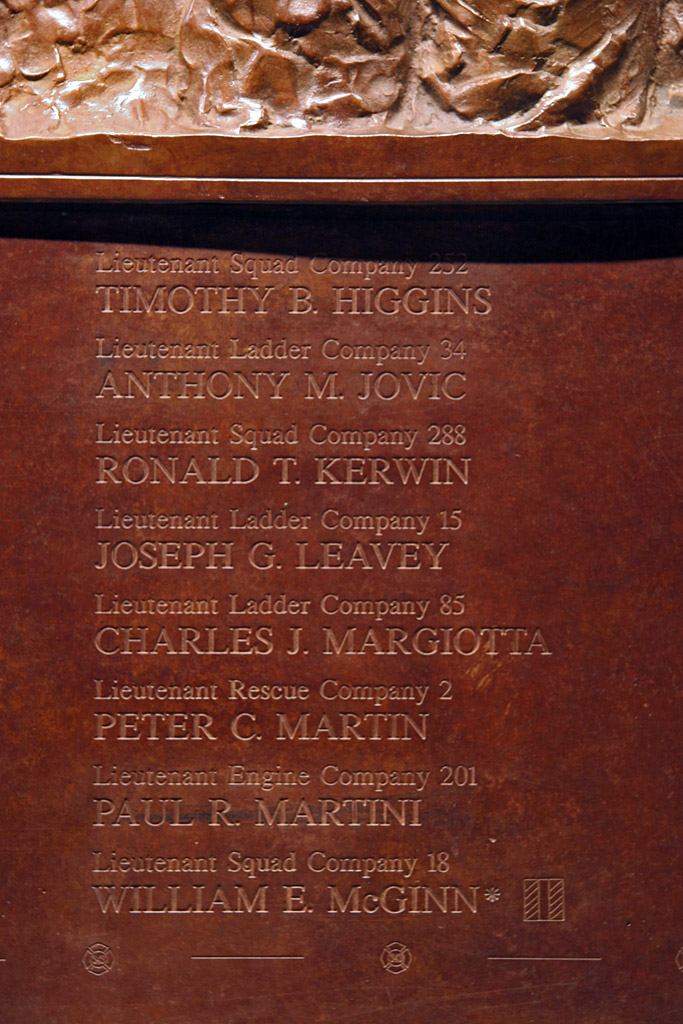 Lieutenant Squad Company 252
TIMOTHY B. HIGGINS
Lieutenant Ladder Company 34
ANTHONY M. JOVIC
Lieutenant Squad Company 288
RONALD T. KERWIN
Lieutenant Ladder Company 15
JOSEPH G. LEAVEY
Lieutenant Ladder Company 85
CHARLES J. MARGIOTTA
Lieutenant Rescue Company 2
PETER C. MARTIN
Lieutenant Engine Company 201
PAUL R. MARTINI
Lieutenant Squad Company 18
WILLIAM E. McGINN*